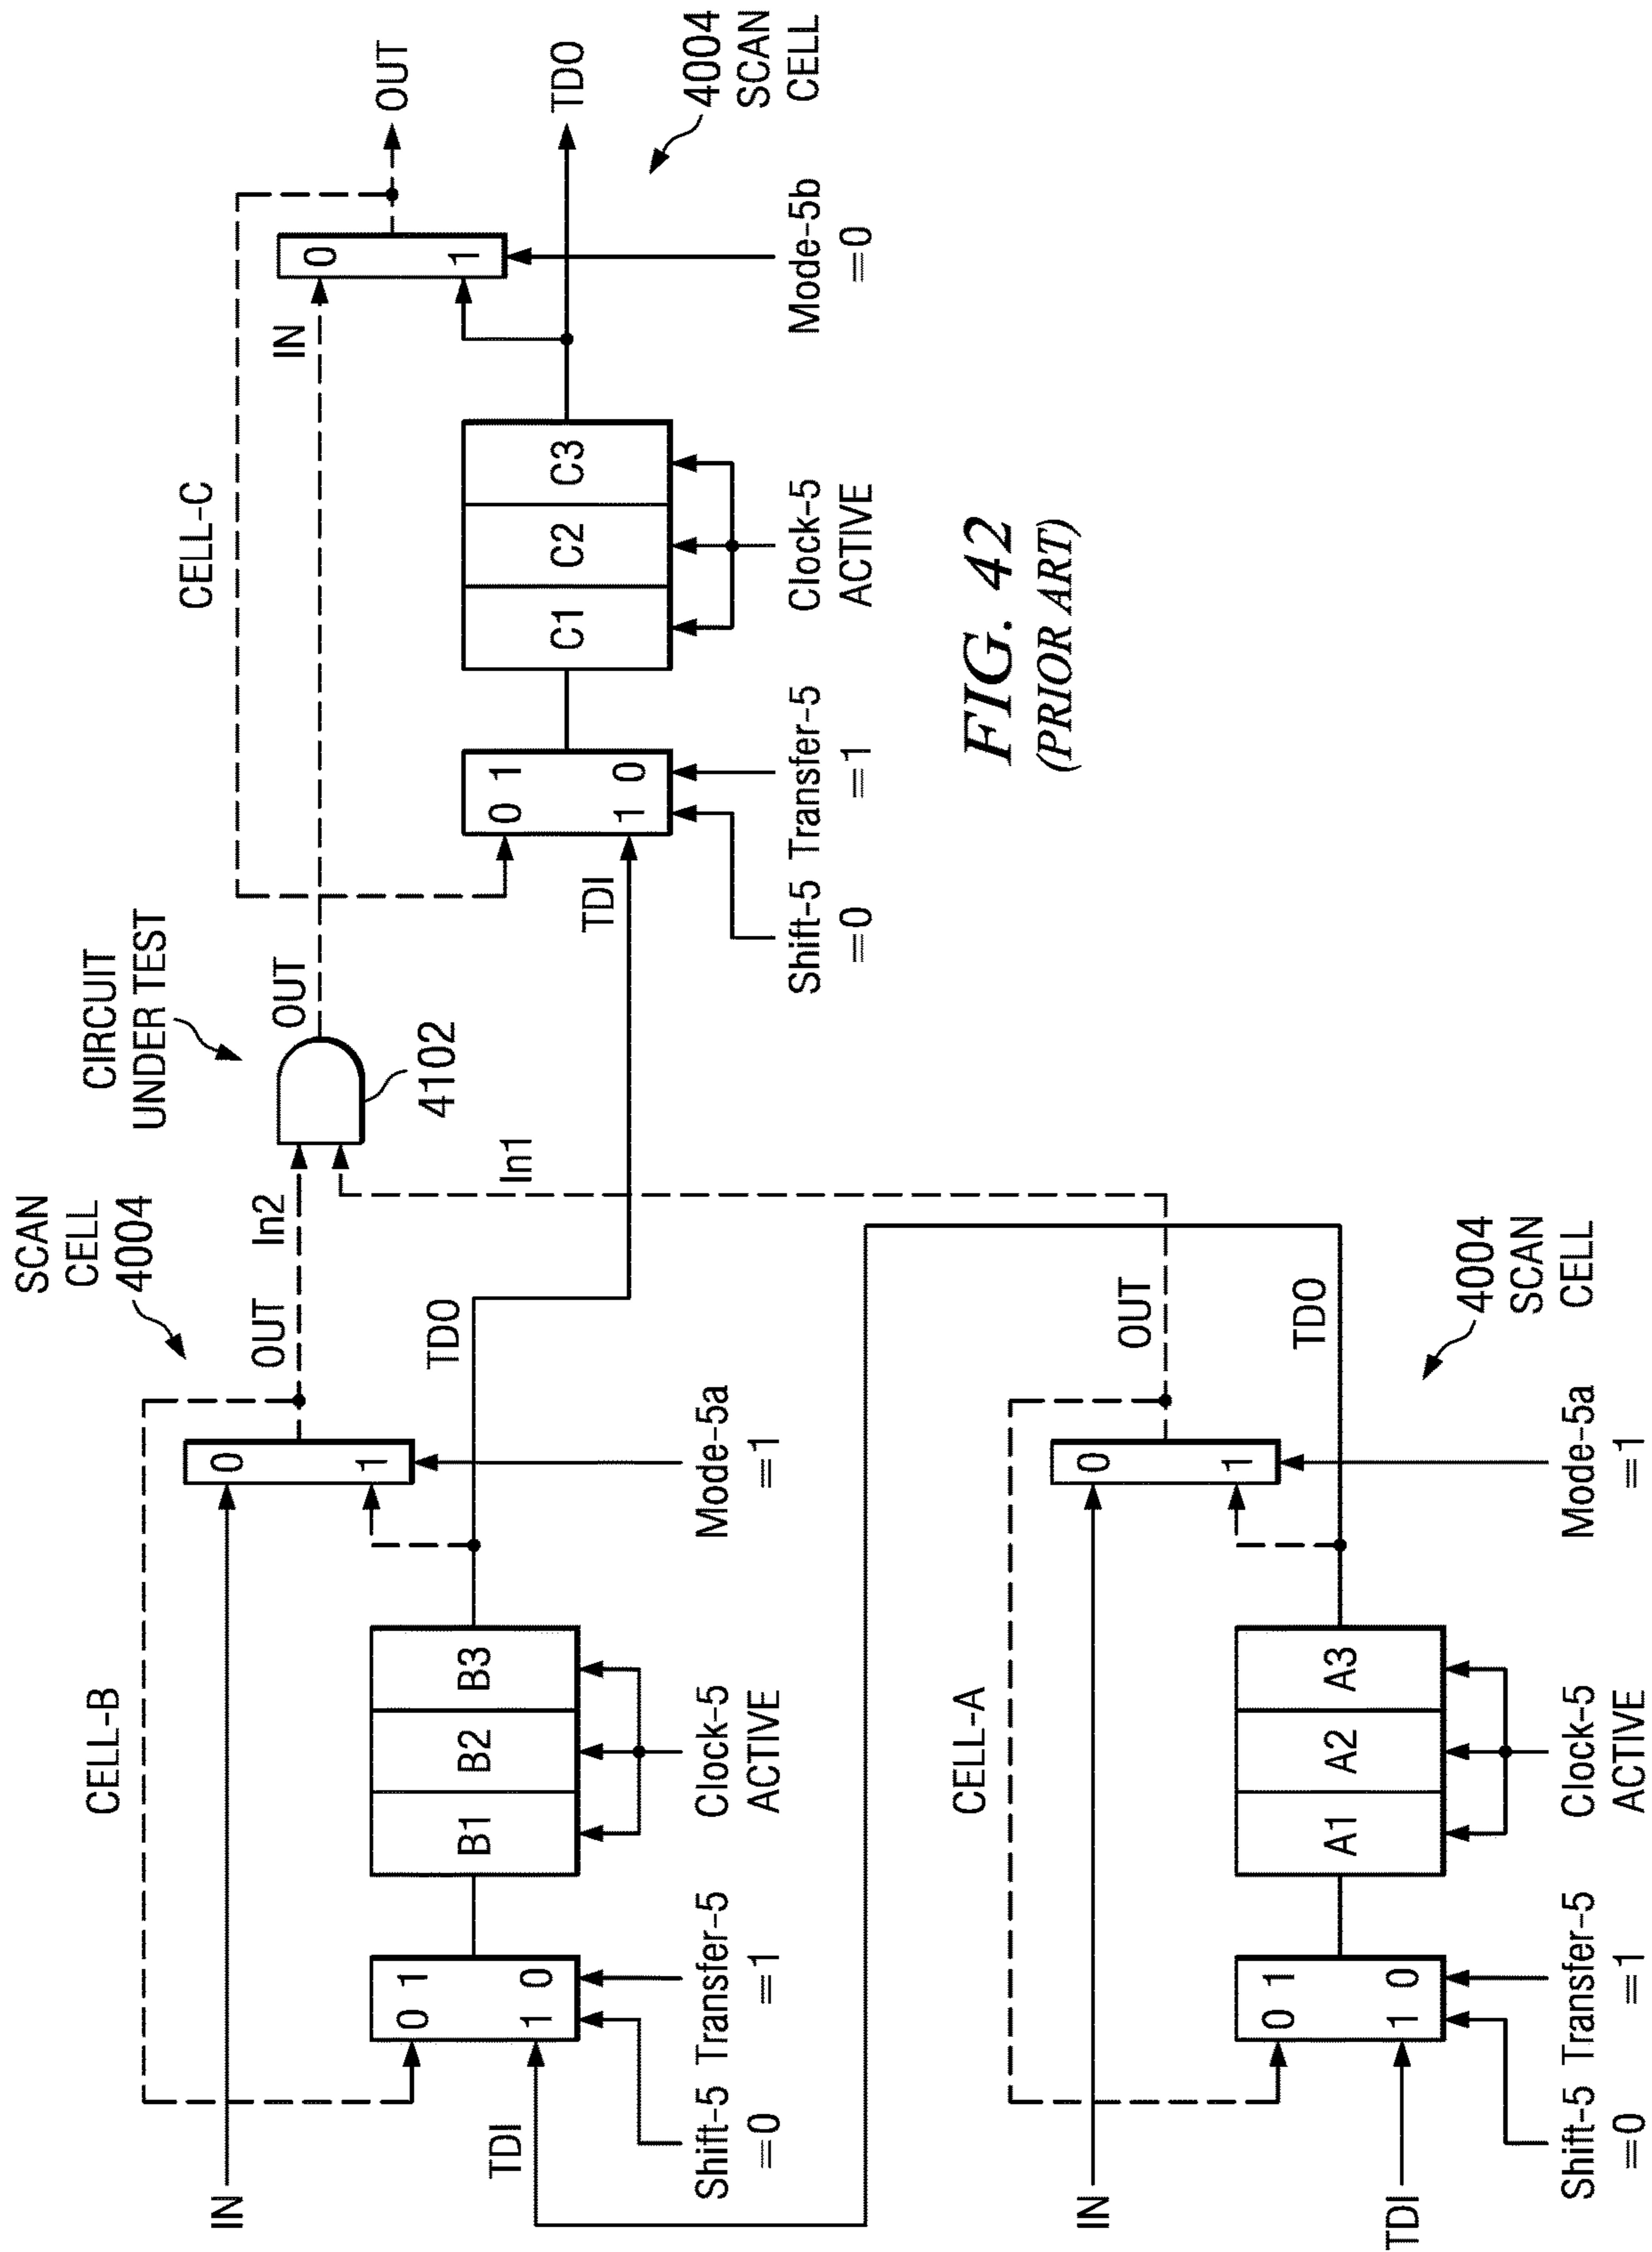 SCAN
CELL
4004
CELL-B
IN
OUT
In2
0
1
0 1
1 0
B1
B2
B3
TDO
TDI
Shift-5
=0
Transfer-5
=1
Clock-5
ACTIVE
Mode-5a
=1
CIRCUIT
UNDER TEST
4102
OUT
In1
CELL-C
IN
OUT
0
1
0 1
1 0
C1
C2
C3
TDO
TDI
Shift-5
=0
Transfer-5
=1
Clock-5
ACTIVE
Mode-5b
=0
4004
SCAN
CELL
CELL-A
IN
OUT
0
1
0 1
1 0
A1
A2
A3
TDO
TDI
Shift-5
=0
Transfer-5
=1
Clock-5
ACTIVE
Mode-5a
=1
4004
SCAN
CELL
FIG. 42
(PRIOR ART)